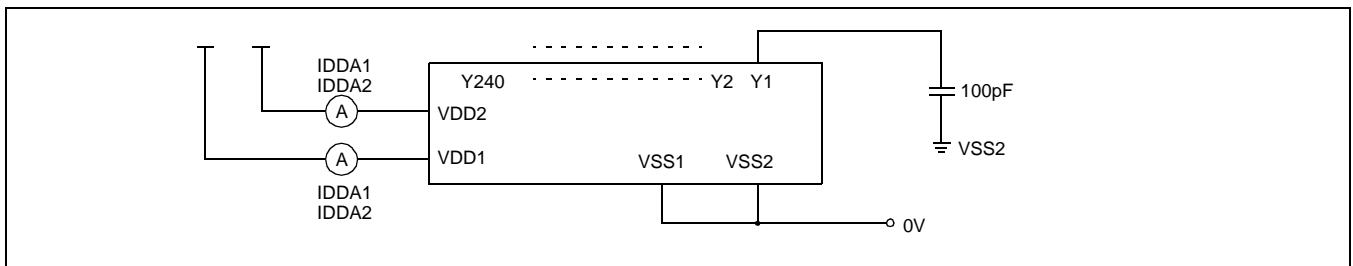 IDDA1
IDDA2
Y240 Y2 Y1
A
VDD2
100pF
A
VDD1
VSS1 VSS2
VSS2
IDDA1
IDDA2
0V